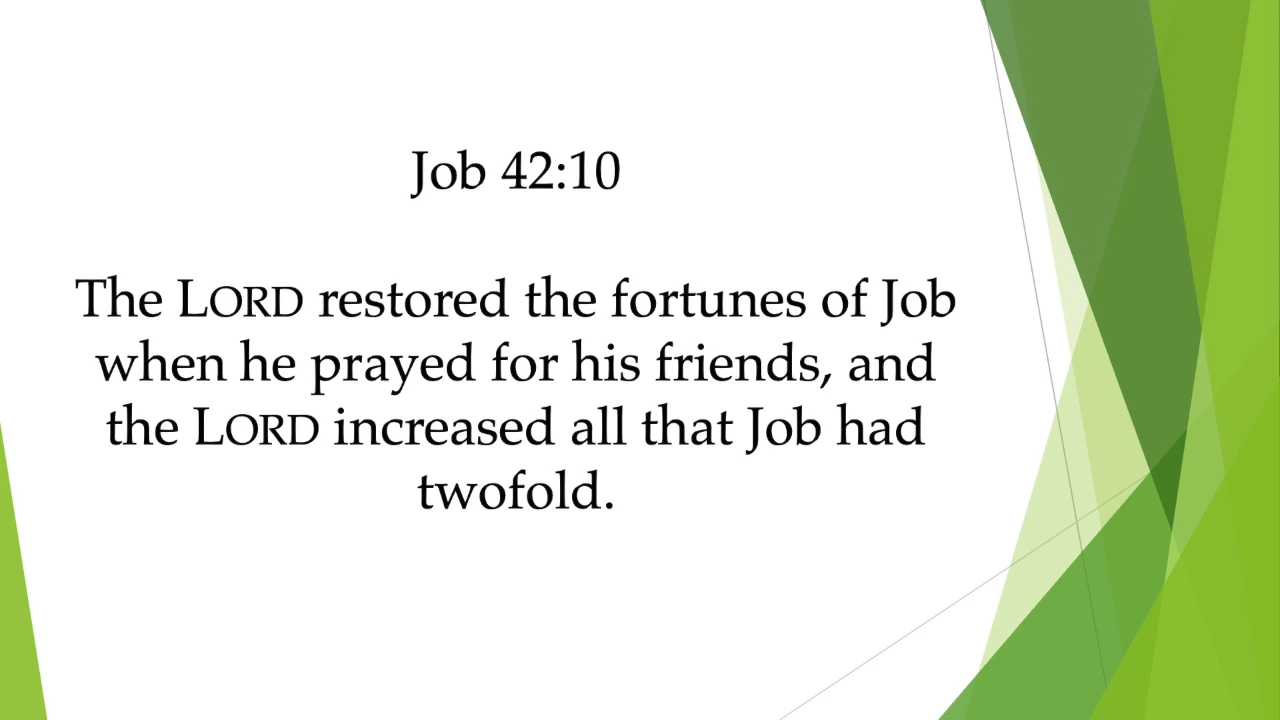 Job 42:10
The LORD restored the fortunes of Job
when he prayed for his friends, and
the LORD increased all that Job had
twofold.